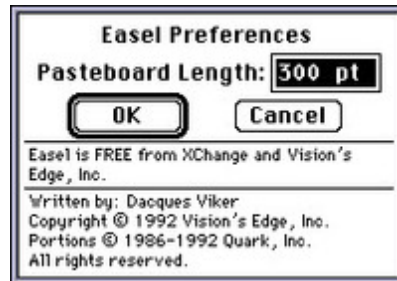 Easel Preferences
Pasteboard Length: 300 pt
OK Cancel
Easel is FREE from XChange and Vision's
Edge, Inc.
Written by: Dacques Viker
Copyright © 1992 Vision's Edge, Inc.
Portions © 1986-1992 Quark, Inc.
All rights reserved.